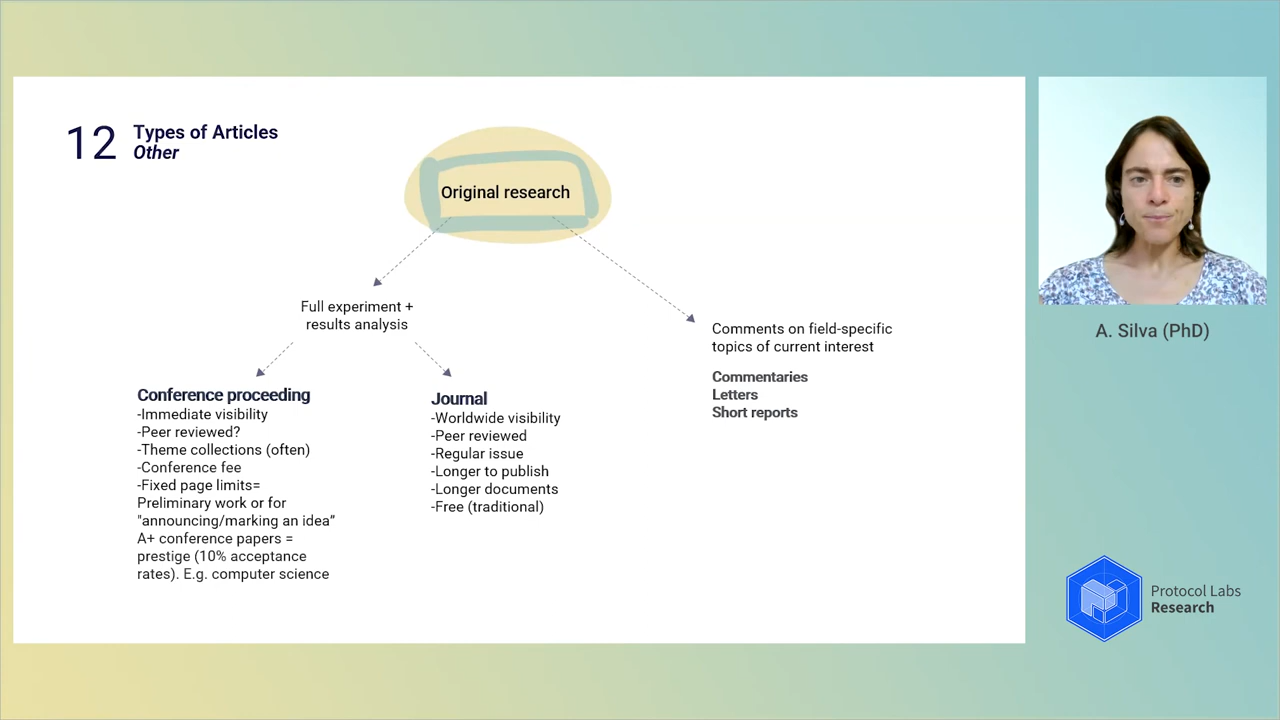 12
Types of Articles
Other
Original research
Full experiment +
results analysis
Conference proceeding
-Immediate visibility
-Peer reviewed?
-Theme collections (often)
-Conference fee
-Fixed page limits=
Preliminary work or for
"announcing/marking an idea”
A+ conference papers =
prestige (10% acceptance
rates). E.g. computer science
Journal
-Worldwide visibility
-Peer reviewed
-Regular issue
-Longer to publish
-Longer documents
-Free (traditional)
Comments on field-specific
topics of current interest
Commentaries
Letters
Short reports
A. Silva (PhD)
Protocol Labs
Research